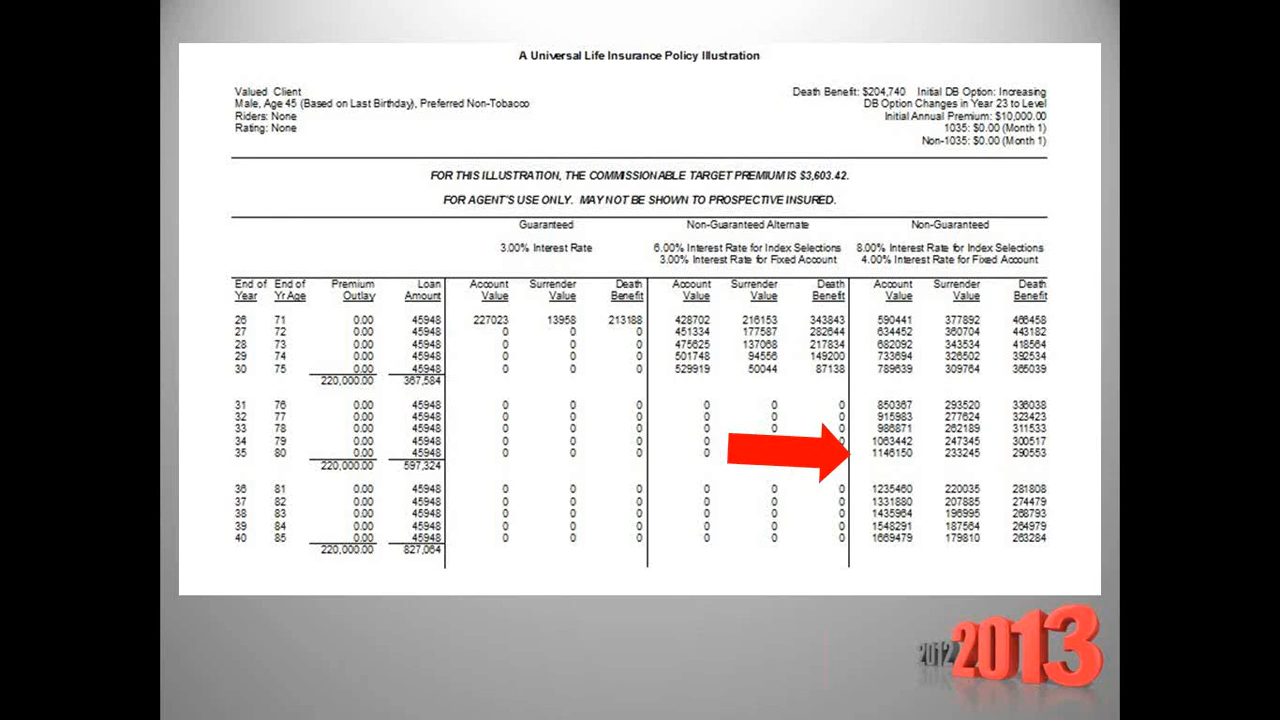 A Universal Life Insurance Policy Illustration
Valued Client Death Benefit: $204,740 Initial DB Option: Increasing
Male, Age 45 (Based on Last Birthday), Preferred Non-Tobacco DB Option Changes in Year 23 to Level
Riders: None Initial Annual Premium: $10,000.00
Rating: None 1035: $0.00 (Month 1)
Non-1035: $0.00 (Month 1)
FOR THIS ILLUSTRATION, THE COMMISSIONABLE TARGET PREMIUM IS $3,603.42.
FOR AGENT'S USE ONLY. MAY NOT BE SHOWN TO PROSPECTIVE INSURED.
Guaranteed Non-Guaranteed Alternate Non-Guaranteed
3.00% Interest Rate 6.00% Interest Rate for Index Selections 8.00% Interest Rate for Index Selections
3.00% Interest Rate for Fixed Account 4.00% Interest Rate for Fixed Account
End of End of Premium Loan Account Surrender Death Account Surrender Death Account Surrender Death
Year Yr Age Outlay Amount Value Value Benefit Value Value Benefit Value Value Benefit
26 71 0.00 45948 227023 13958 213188 428702 216153 343843 590441 377892 466458
27 72 0.00 45948 0 0 0 451334 177587 282644 634452 360704 443182
28 73 0.00 45948 0 0 0 475625 137068 217834 682092 343534 418564
29 74 0.00 45948 0 0 0 501748 94556 149200 733694 326502 392534
30 75 0.00 45948 0 0 0 529919 50044 87138 789639 309764 365039
220,000.00 367,584
31 76 0.00 45948 0 0 0 0 0 0 850367 293520 336038
32 77 0.00 45948 0 0 0 0 0 0 915983 277624 323423
33 78 0.00 45948 0 0 0 0 0 0 986871 262189 311533
34 79 0.00 45948 0 0 0 0 0 1063442 247345 300517
35 80 0.00 45948 0 0 0 0 1146150 233245 290553
220,000.00 597,324
36 81 0.00 45948 0 0 0 0 0 0 1235460 220035 281808
37 82 0.00 45948 0 0 0 0 0 0 1331880 207885 274479
38 83 0.00 45948 0 0 0 0 0 0 1435964 196995 268793
39 84 0.00 45948 0 0 0 0 0 0 1548291 187564 264979
40 85 0.00 45948 0 0 0 0 0 0 1669479 179810 263284
220,000.00 827,064
2012 2013